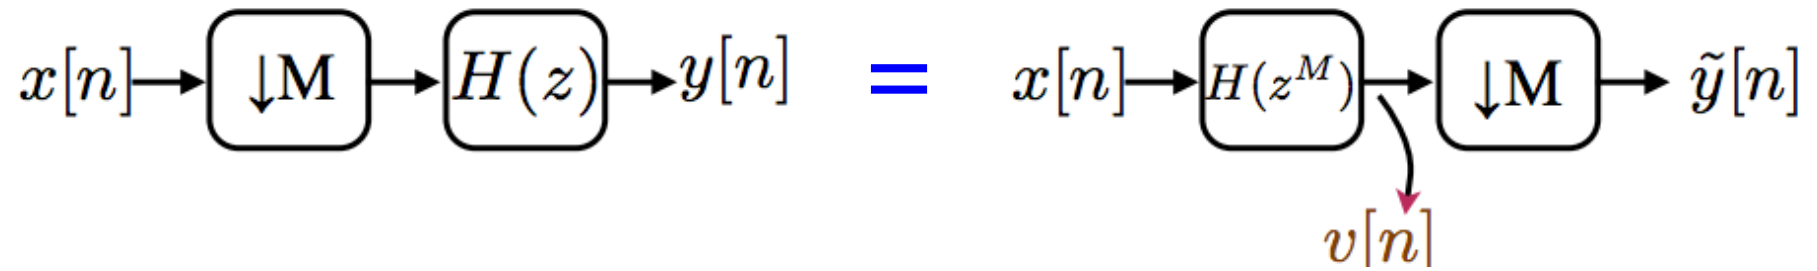 x[n] ↓M H(z) y[n] = x[n] H(z^M) ↓M ỹ[n]
v[n]